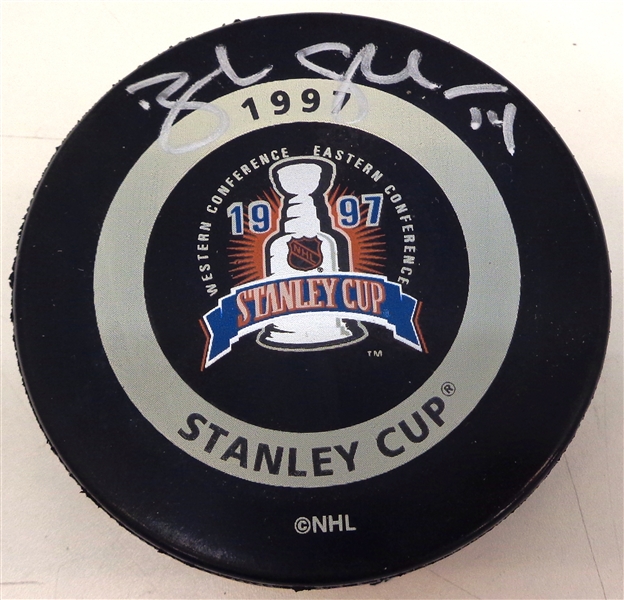 14
1997
WESTERN CONFERENCE EASTERN CONFERENCE
19 97
NHL
STANLEY CUP
TM
STANLEY CUP®
©NHL